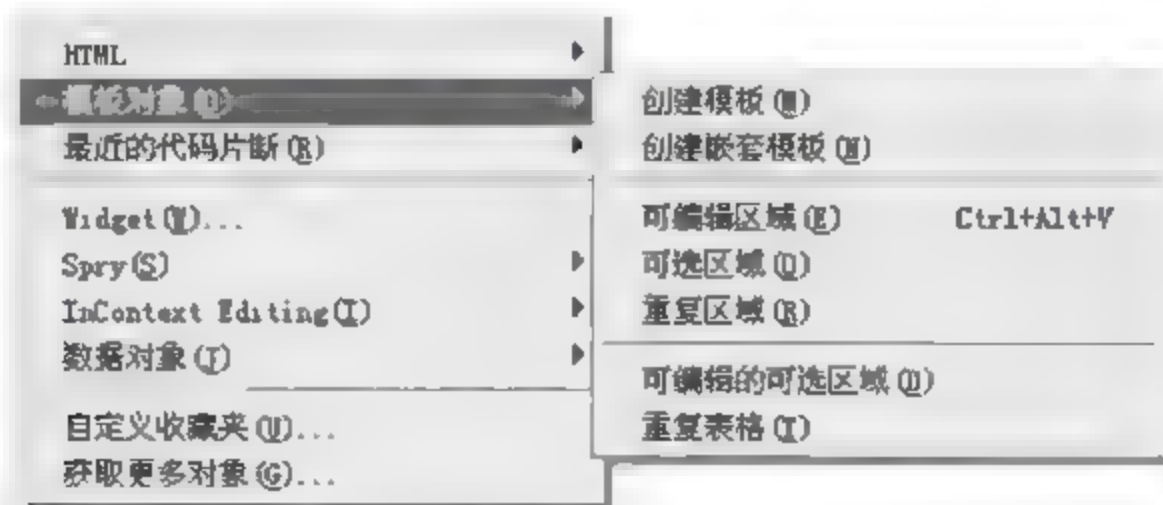 HTML
模板对象(O)
最近的代码片断(R)
Widget(W)...
Spry(S)
InContext Editing(I)
数据对象(J)
自定义收藏夹(U)...
获取更多对象(G)...
创建模板(M)
创建嵌套模板(N)
可编辑区域(E) Ctrl+Alt+V
可选区域(O)
重复区域(R)
可编辑的可选区域(D)
重复表格(T)